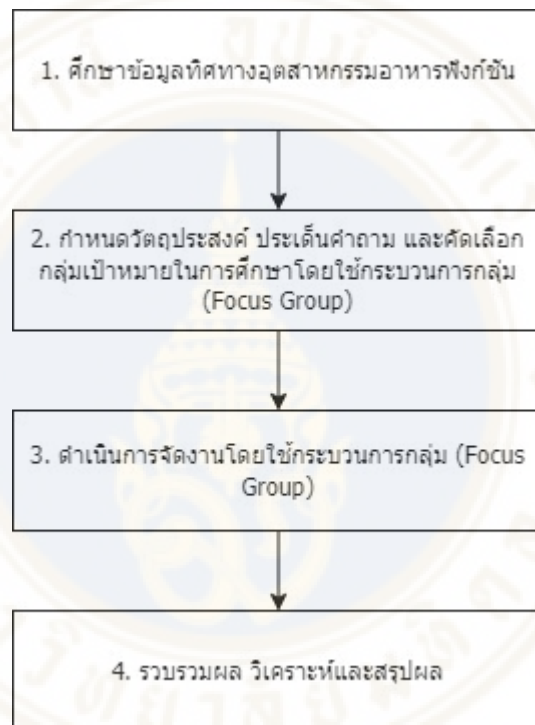 1. ศึกษาข้อมูลทิศทางอุตสาหกรรมอาหารฟังก์ชัน
2. กำหนดวัตถุประสงค์ ประเด็นคำถาม และคัดเลือก
กลุ่มเป้าหมายในการศึกษาโดยใช้กระบวนการกลุ่ม
(Focus Group)
3. ดำเนินการจัดงานโดยใช้กระบวนการกลุ่ม (Focus
Group)
4. รวบรวมผล วิเคราะห์และสรุปผล